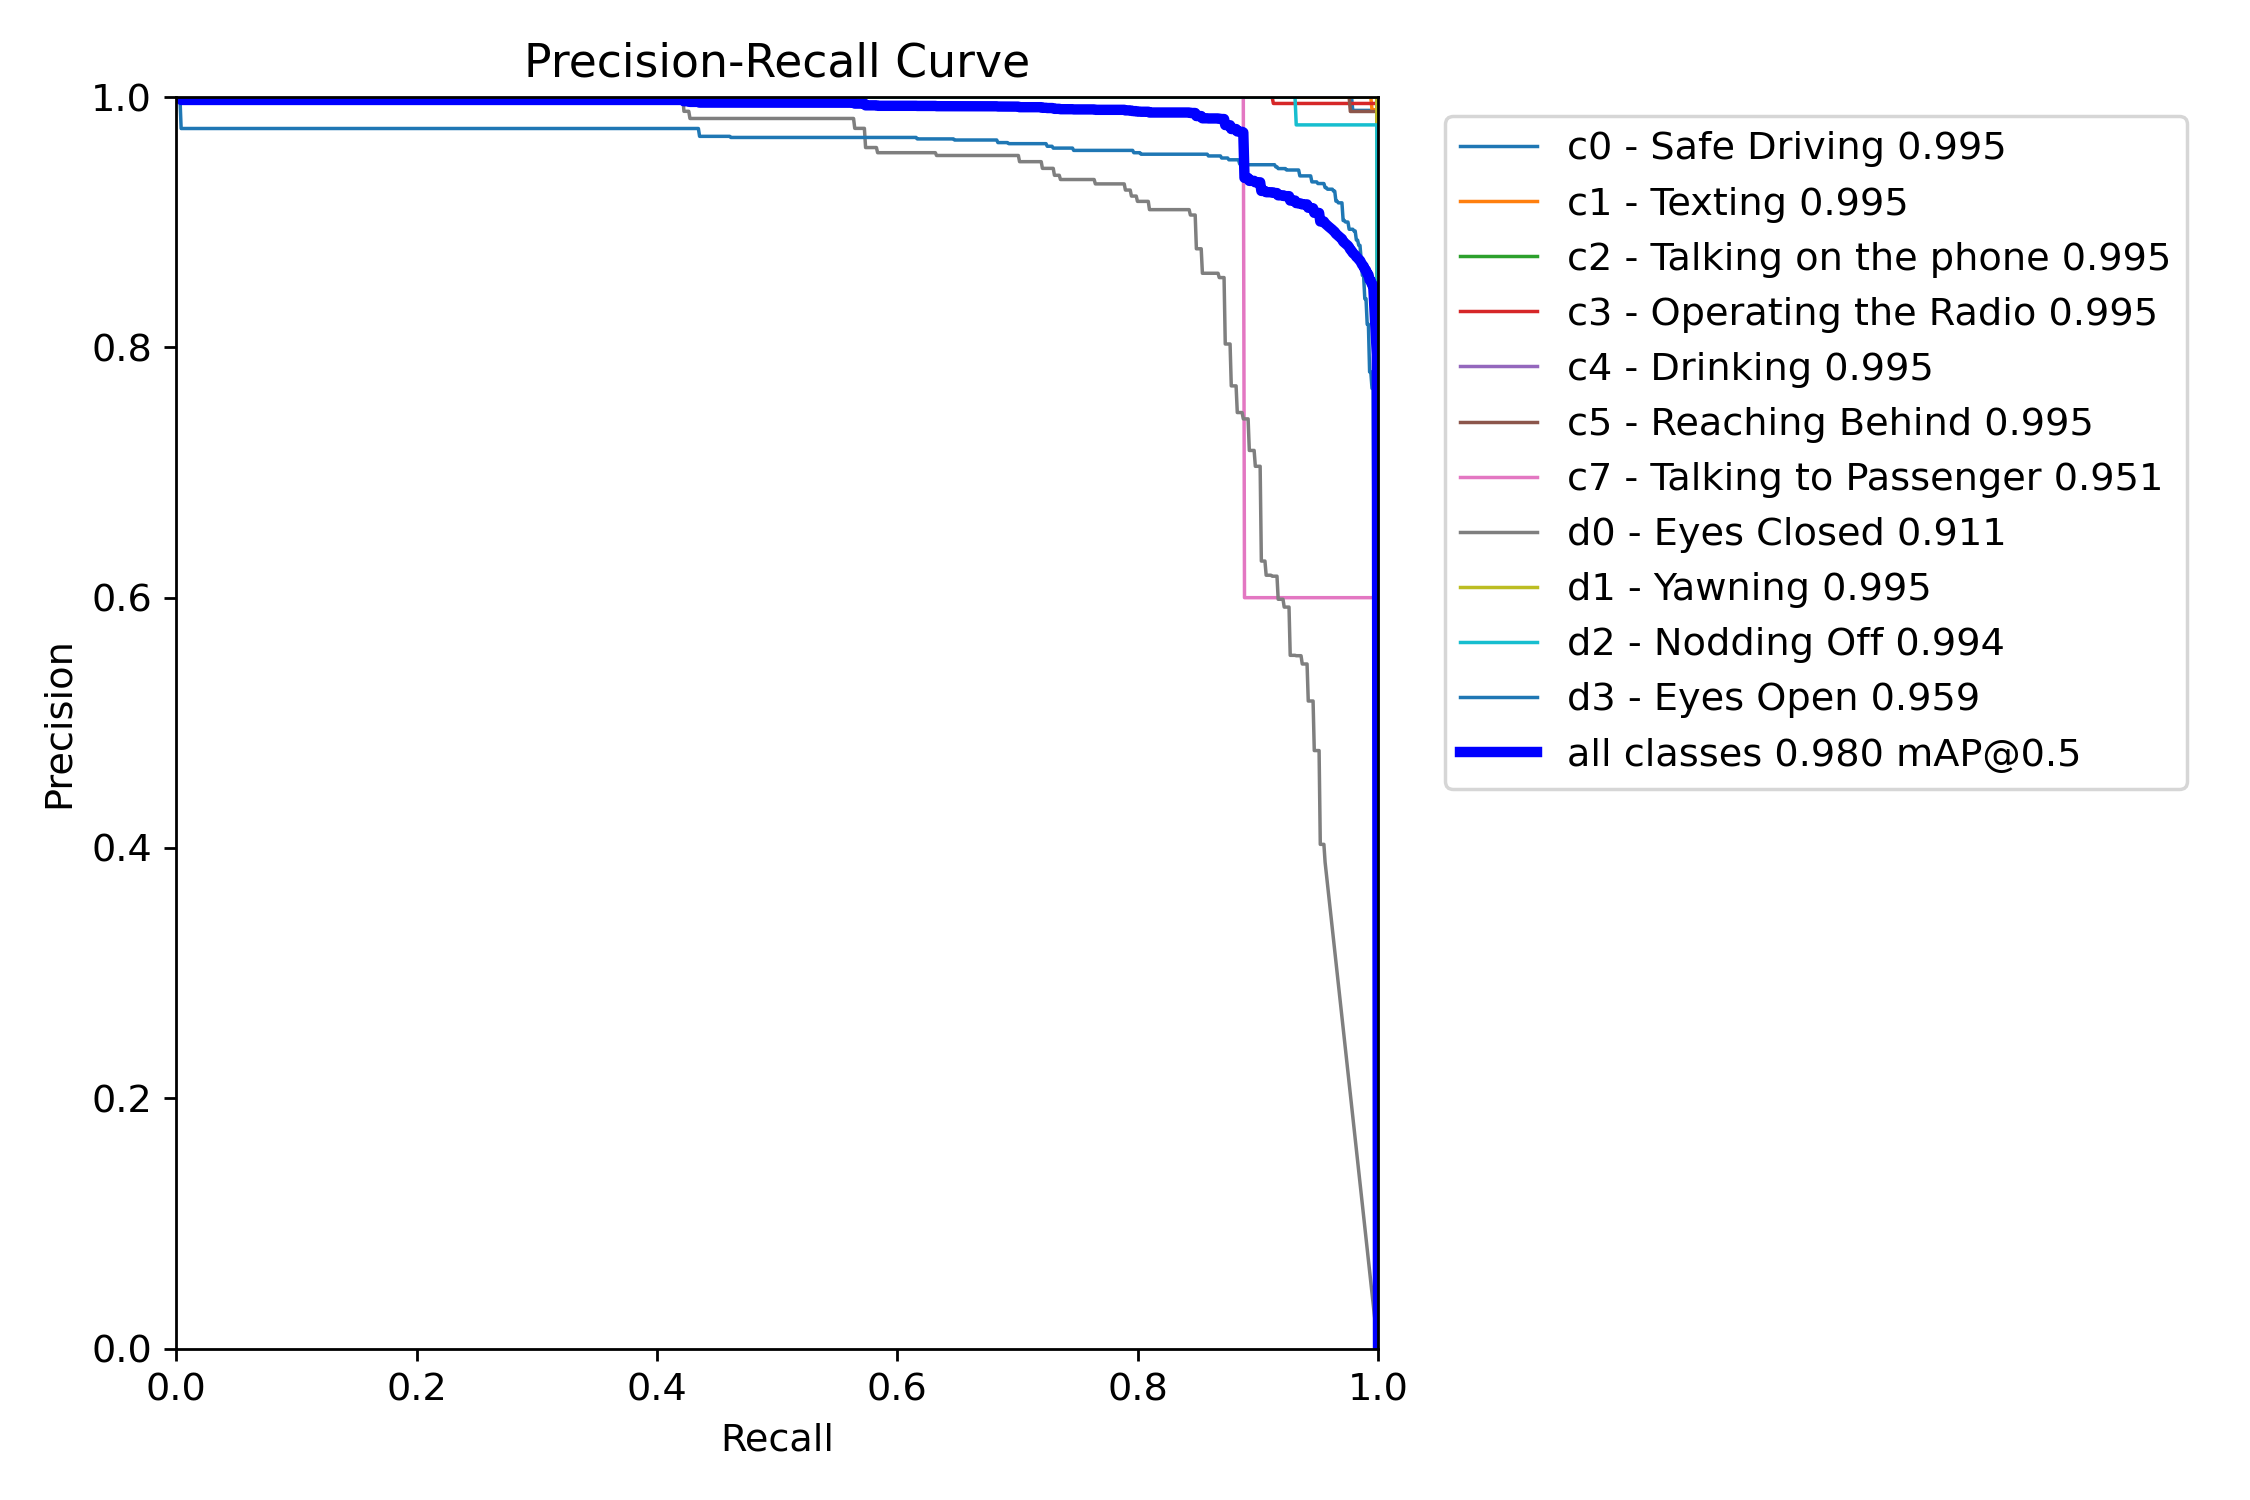 Precision-Recall Curve
1.0
0.8
0.6
0.4
0.2
0.0
Precision
0.0 0.2 0.4 0.6 0.8 1.0
Recall
c0 - Safe Driving 0.995
c1 - Texting 0.995
c2 - Talking on the phone 0.995
c3 - Operating the Radio 0.995
c4 - Drinking 0.995
c5 - Reaching Behind 0.995
c7 - Talking to Passenger 0.951
d0 - Eyes Closed 0.911
d1 - Yawning 0.995
d2 - Nodding Off 0.994
d3 - Eyes Open 0.959
all classes 0.980 mAP@0.5